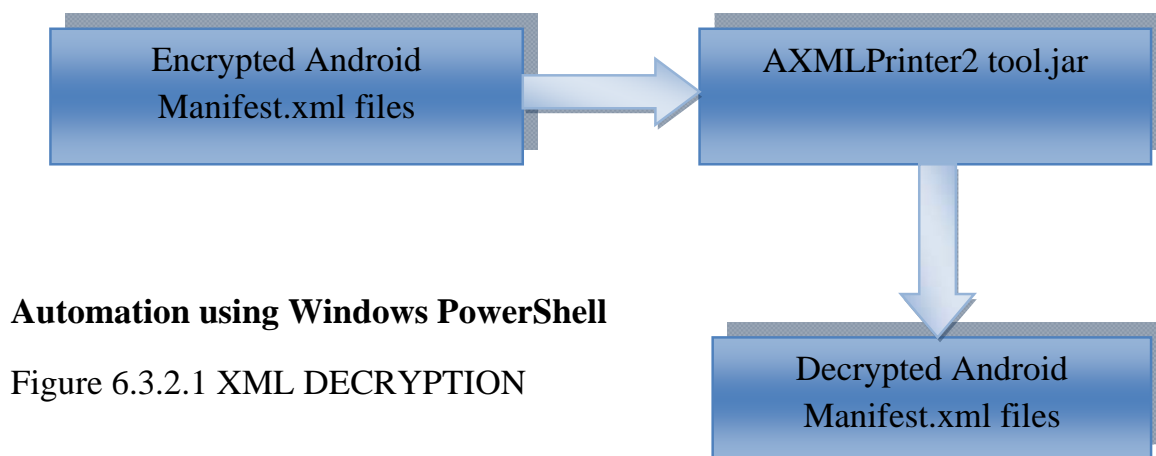 Encrypted Android
Manifest.xml files
AXMLPrinter2 tool.jar
Automation using Windows PowerShell
Figure 6.3.2.1 XML DECRYPTION
Decrypted Android
Manifest.xml files